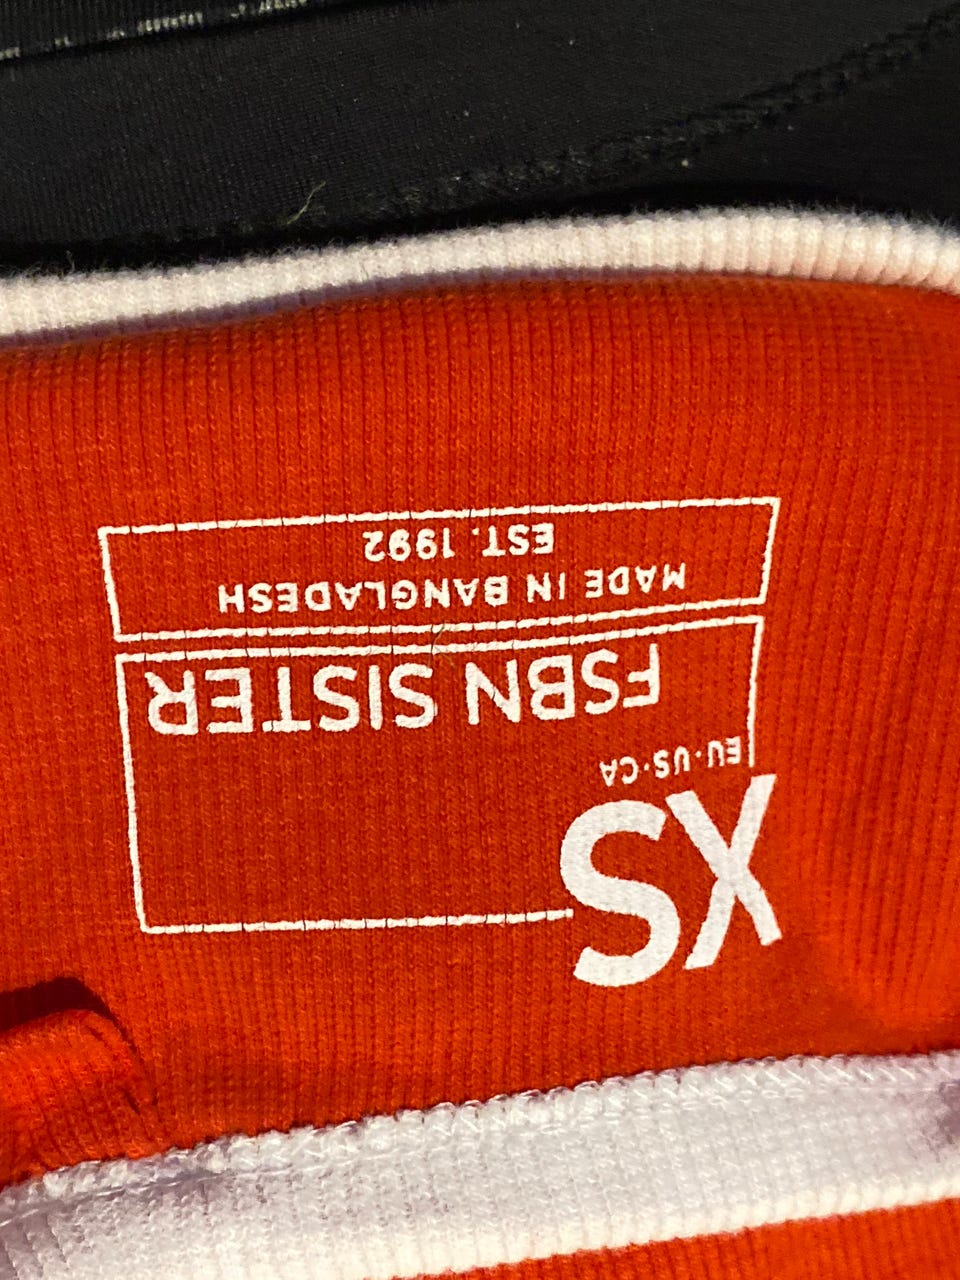 XS
EU·US·CA
FSBN SISTER
MADE IN BANGLADESH
EST. 1992